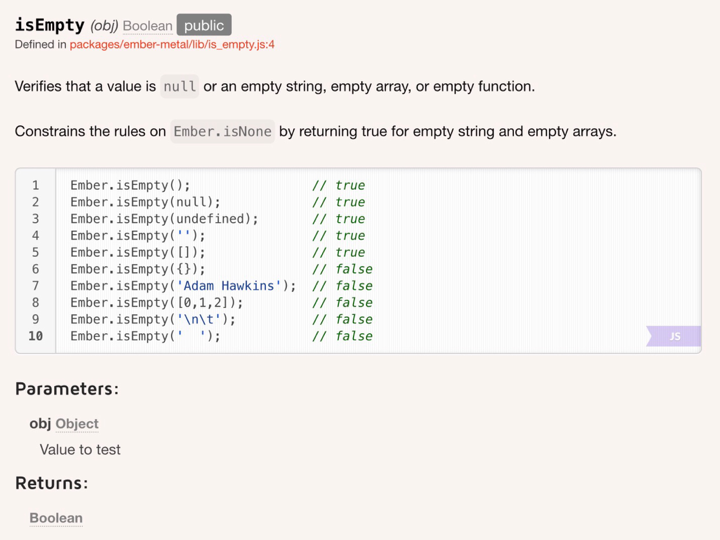 isEmpty (obj) Boolean public
Defined in packages/ember-metal/lib/is_empty.js:4
Verifies that a value is null or an empty string, empty array, or empty function.
Constrains the rules on Ember.isNone by returning true for empty string and empty arrays.
1 Ember.isEmpty(); // true
2 Ember.isEmpty(null); // true
3 Ember.isEmpty(undefined); // true
4 Ember.isEmpty(''); // true
5 Ember.isEmpty([]); // true
6 Ember.isEmpty({}); // false
7 Ember.isEmpty('Adam Hawkins'); // false
8 Ember.isEmpty([0,1,2]); // false
9 Ember.isEmpty('\n\t'); // false
10 Ember.isEmpty('  '); // false
JS
Parameters:
obj Object
Value to test
Returns:
Boolean